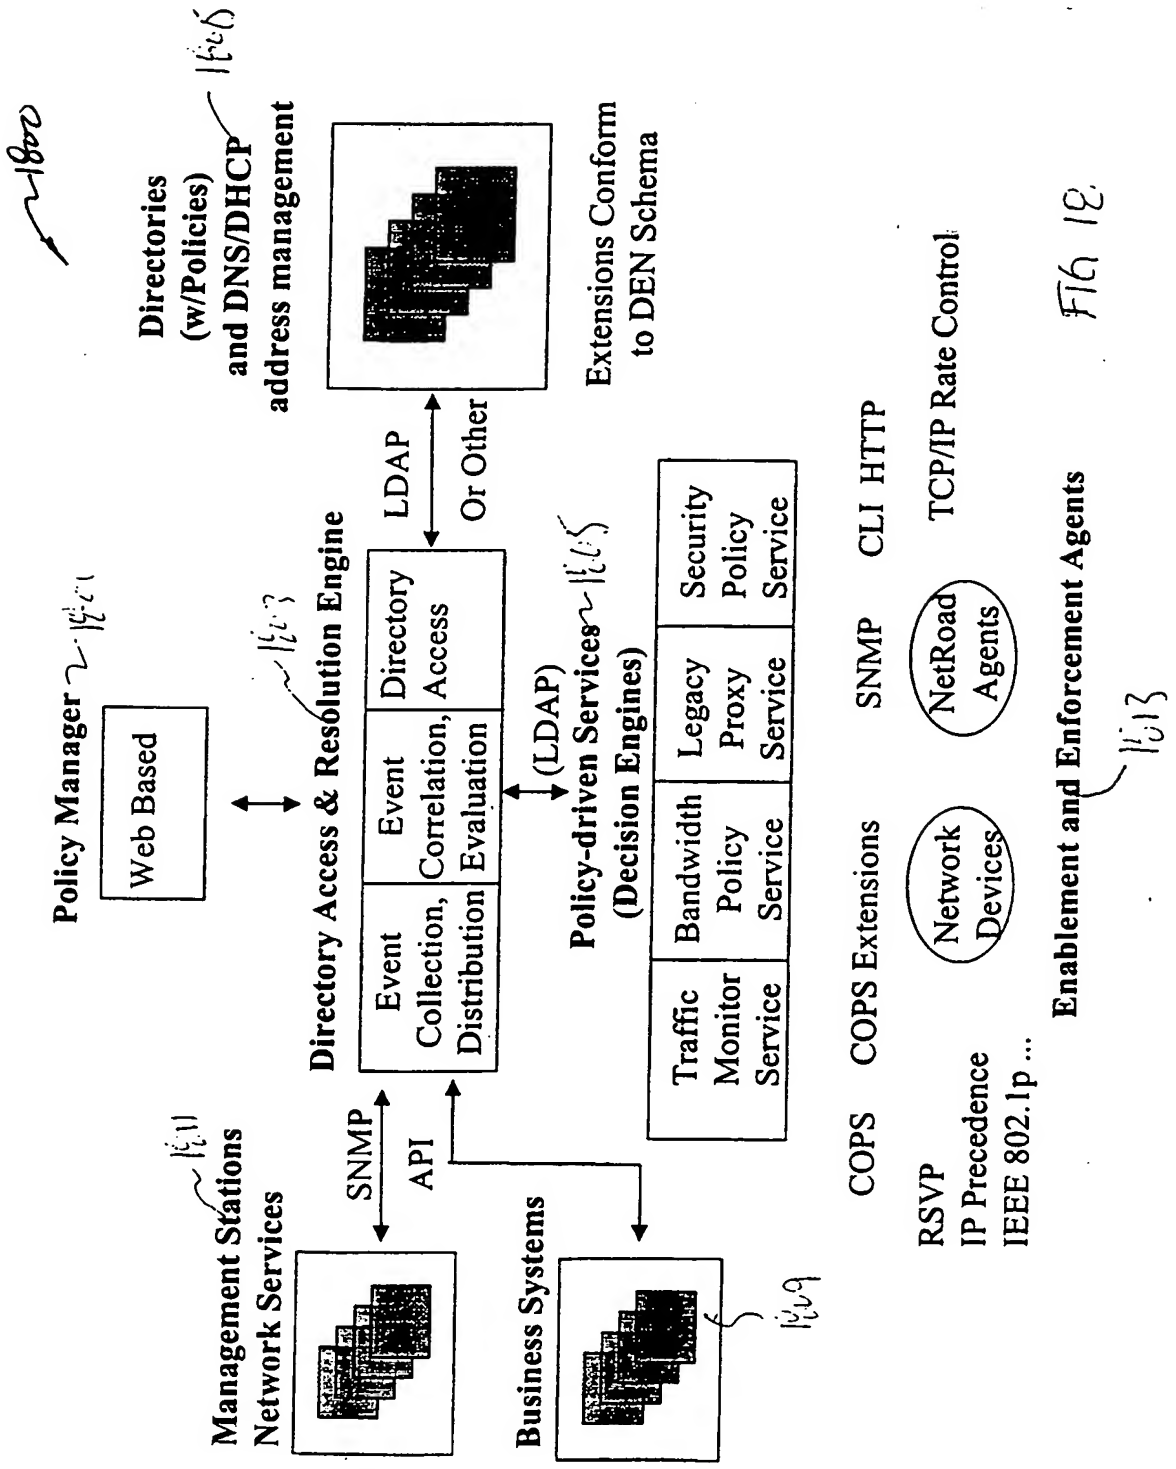 ~1800
Policy Manager
Web Based
Directories
(w/Policies)
and DNS/DHCP
address management
Management Stations
Network Services
Directory Access & Resolution Engine
SNMP
API
Event
Collection,
Distribution
Event
Correlation,
Evaluation
Directory
Access
LDAP
Or Other
Extensions Conform
to DEN Schema
Business Systems
(LDAP)
Policy-driven Services
(Decision Engines)
Traffic
Monitor
Service
Bandwidth
Policy
Service
Legacy
Proxy
Service
Security
Policy
Service
COPS
COPS Extensions
SNMP
CLI HTTP
RSVP
IP Precedence
IEEE 802.1p ...
Network
Devices
NetRoad
Agents
TCP/IP Rate Control
Enablement and Enforcement Agents
1813
FIG 18